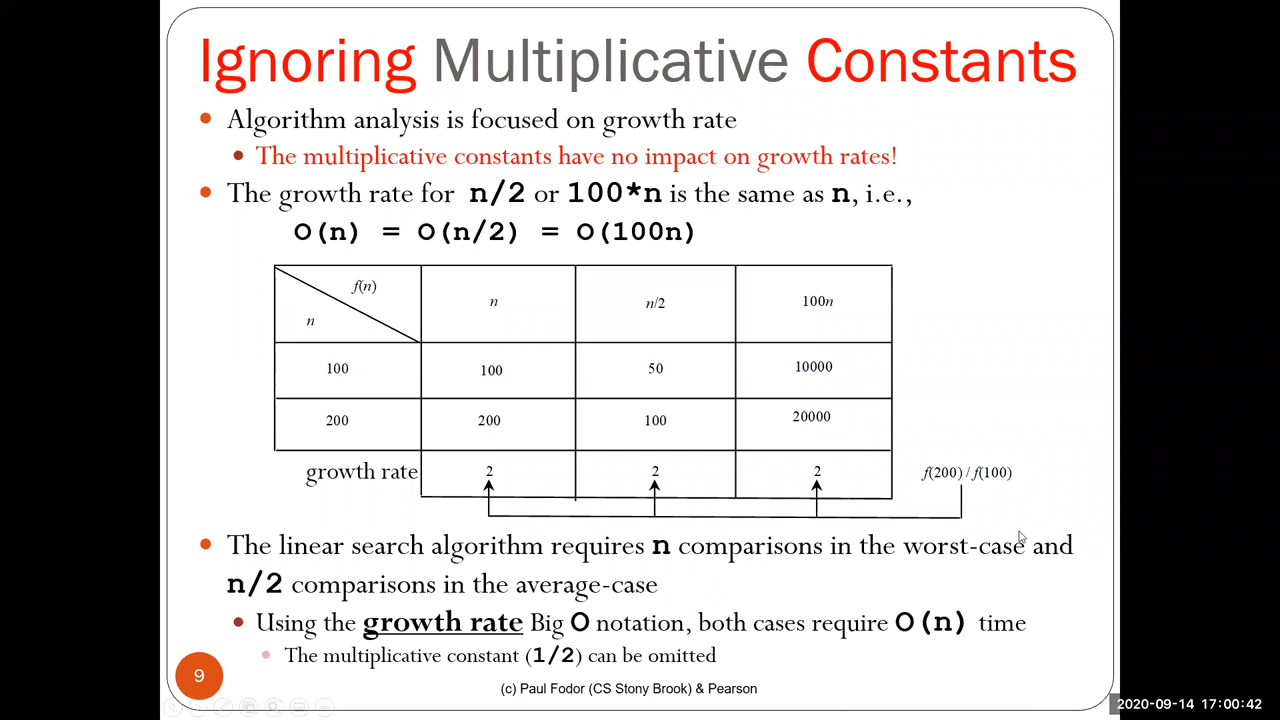 Ignoring Multiplicative Constants
• Algorithm analysis is focused on growth rate
• The multiplicative constants have no impact on growth rates!
• The growth rate for n/2 or 100*n is the same as n, i.e.,
O(n) = O(n/2) = O(100n)
f(n)
n n n/2 100n
100 100 50 10000
200 200 100 20000
growth rate 2 2 2 f(200) / f(100)
• The linear search algorithm requires n comparisons in the worst-case and
n/2 comparisons in the average-case
• Using the growth rate Big O notation, both cases require O(n) time
• The multiplicative constant (1/2) can be omitted
9
(c) Paul Fodor (CS Stony Brook) & Pearson
2020-09-14 17:00:42